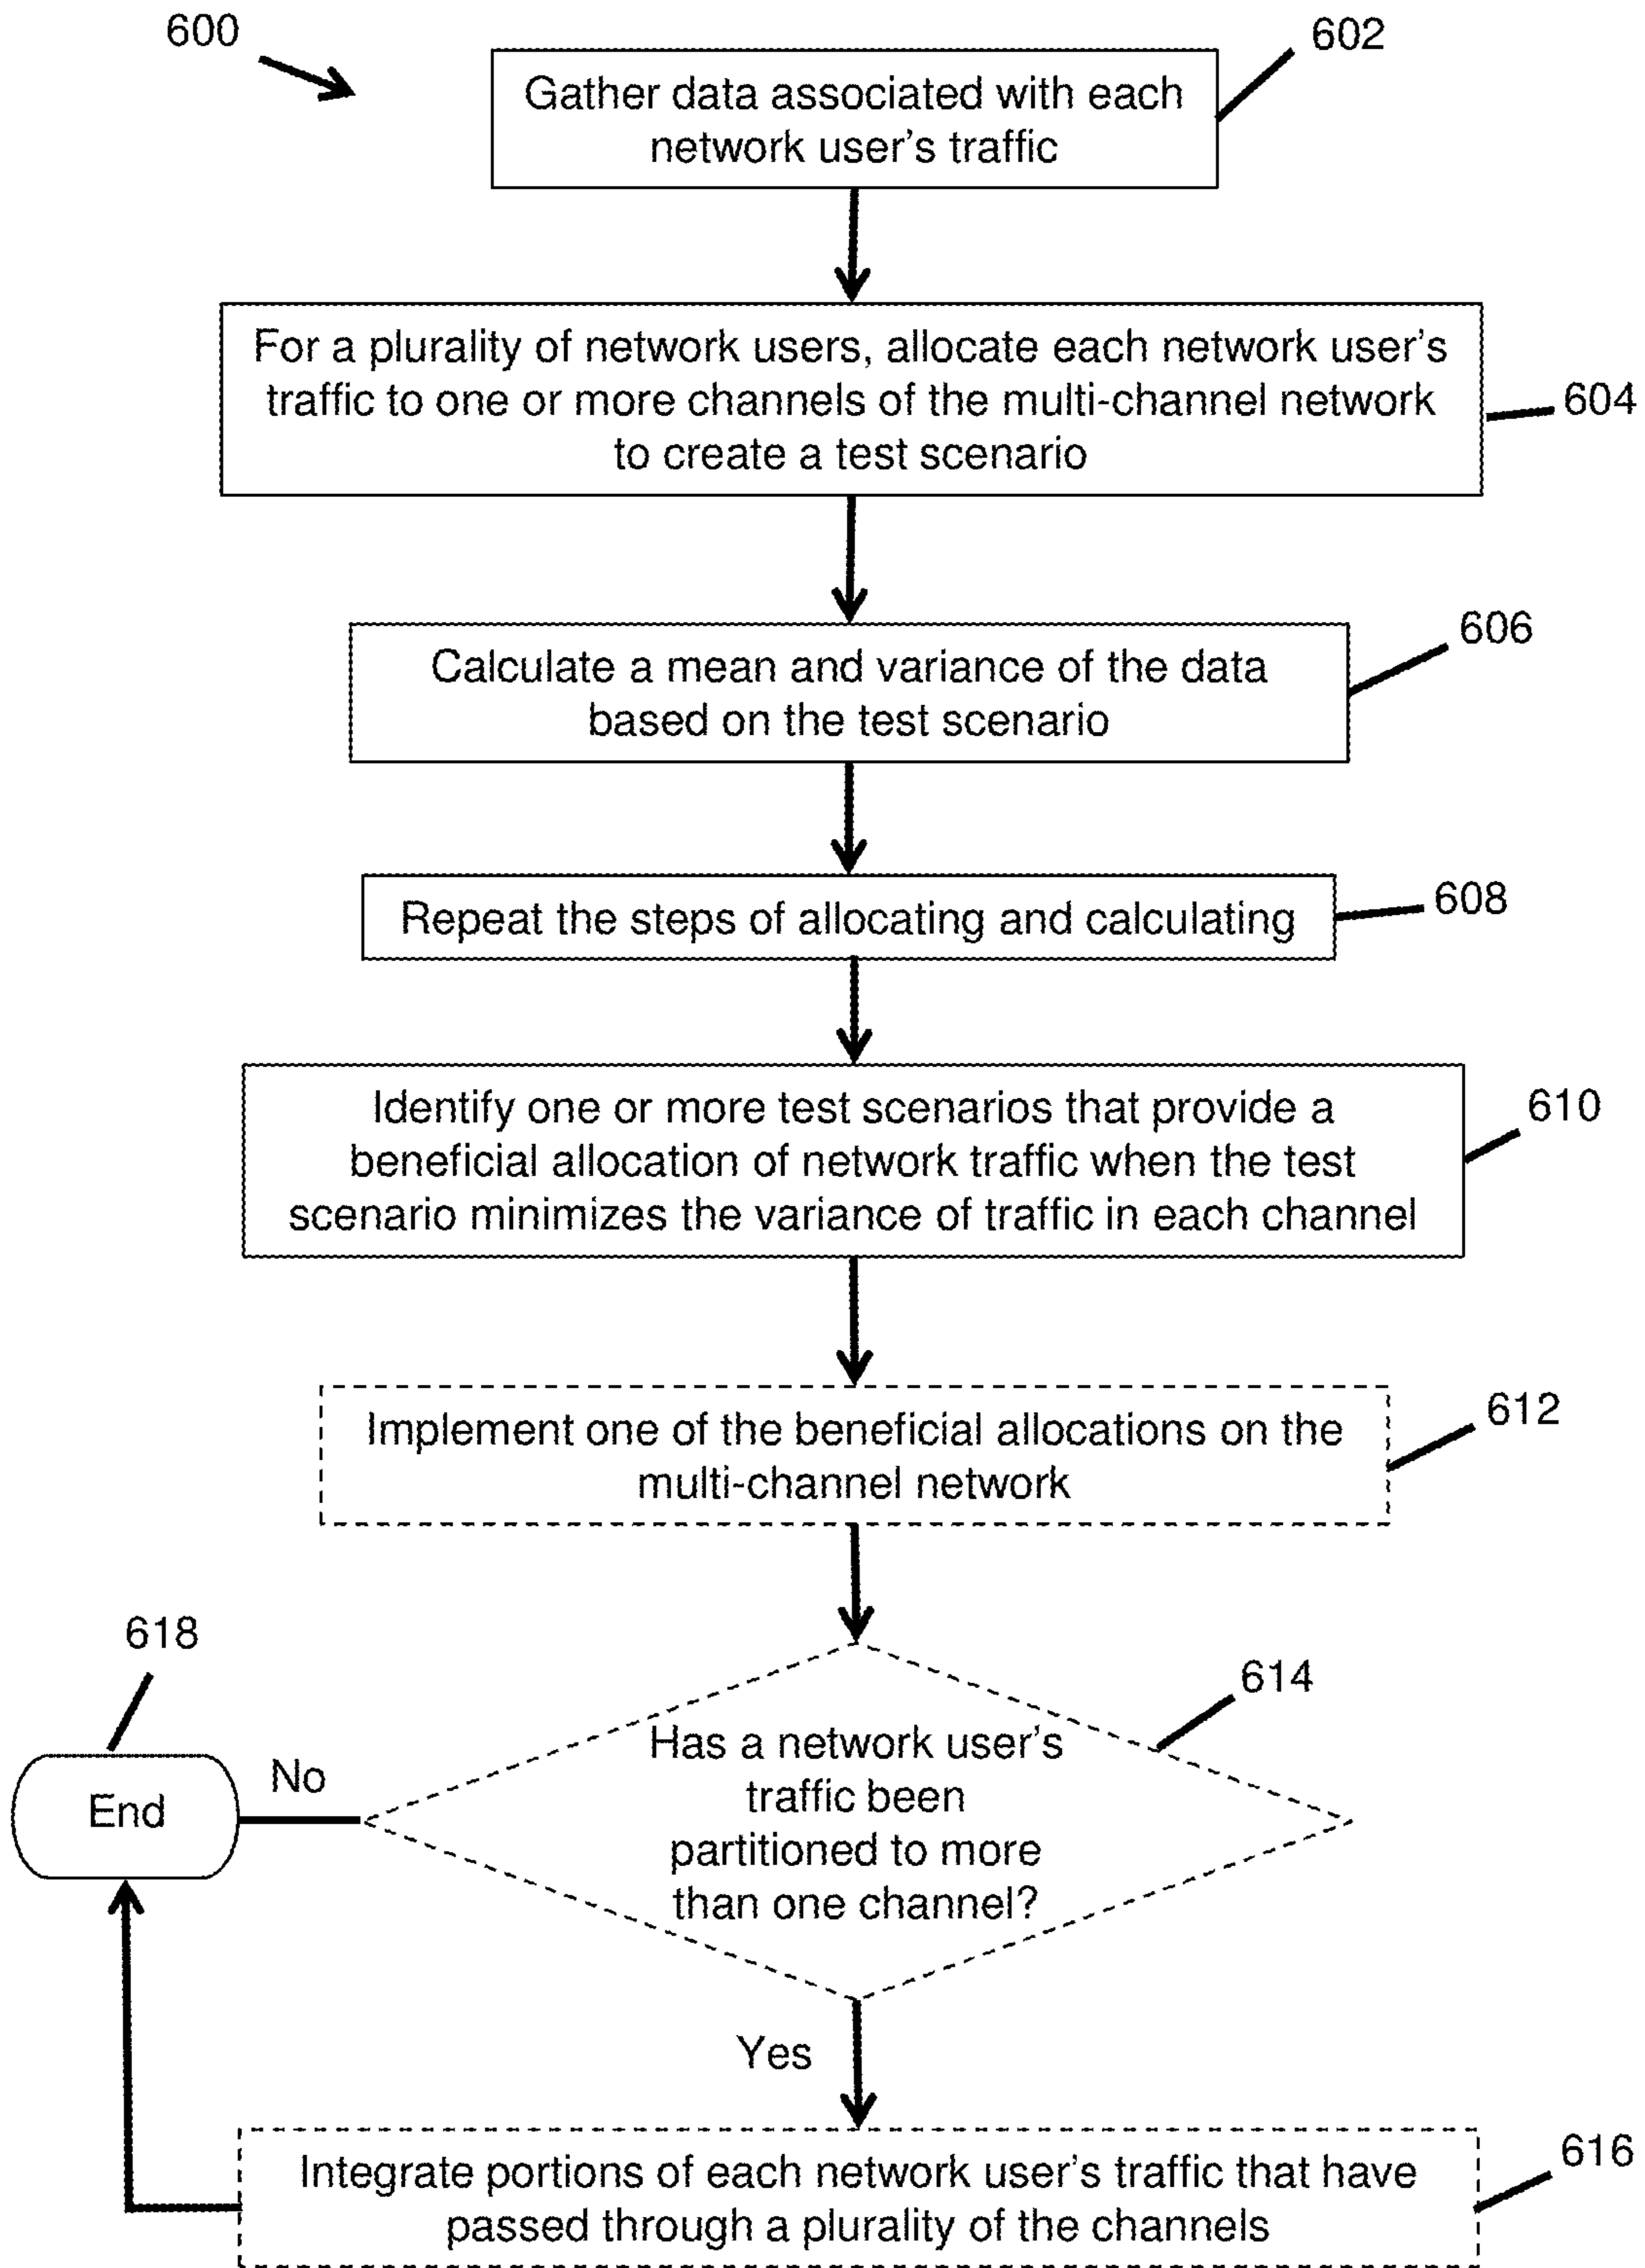 600
602
Gather data associated with each
network user's traffic
For a plurality of network users, allocate each network user's
traffic to one or more channels of the multi-channel network
to create a test scenario
604
606
Calculate a mean and variance of the data
based on the test scenario
608
Repeat the steps of allocating and calculating
610
Identify one or more test scenarios that provide a
beneficial allocation of network traffic when the test
scenario minimizes the variance of traffic in each channel
612
Implement one of the beneficial allocations on the
multi-channel network
618
614
Has a network user's
traffic been
partitioned to more
than one channel?
No
End
Yes
616
Integrate portions of each network user's traffic that have
passed through a plurality of the channels